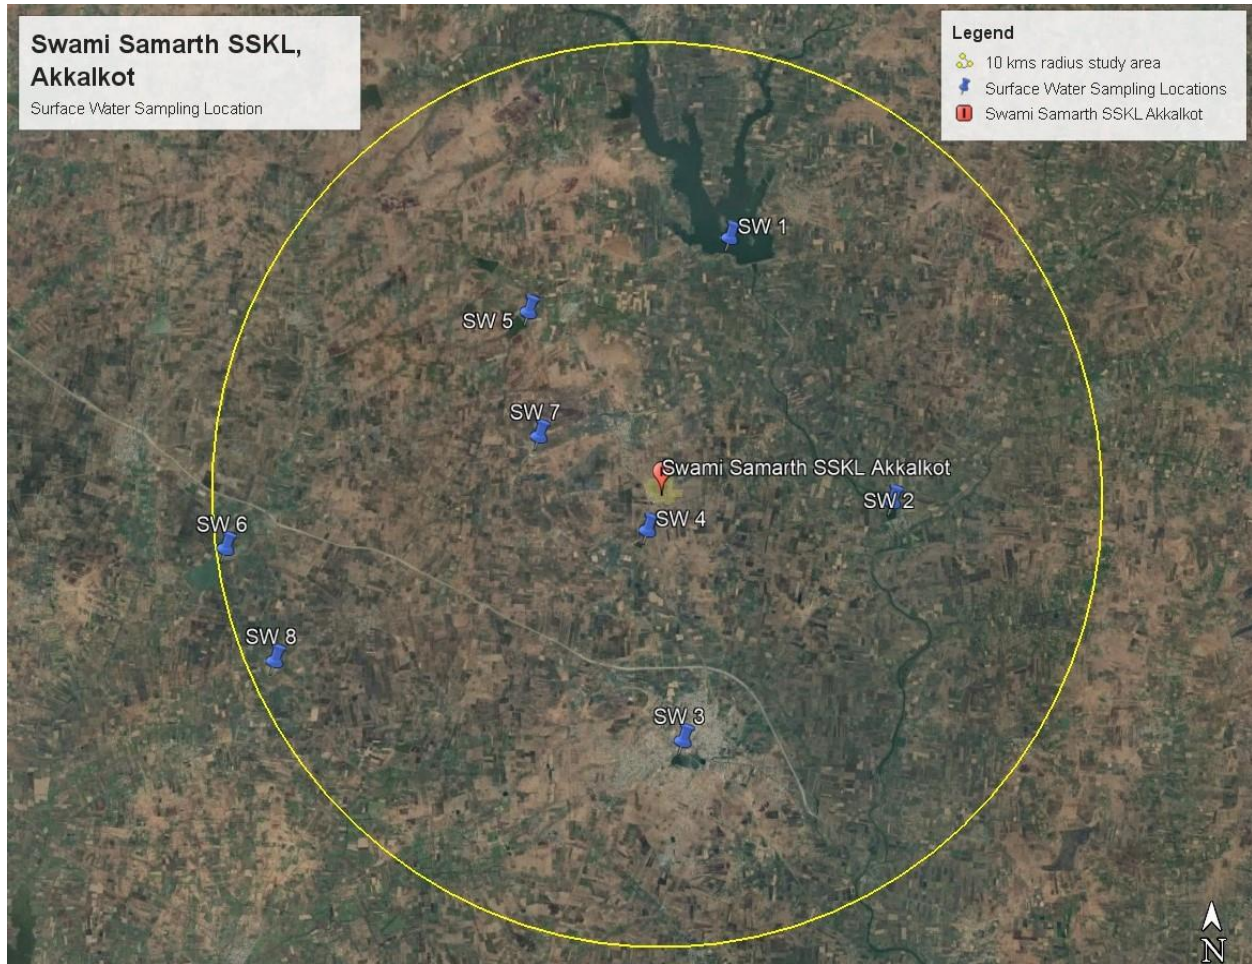 Swami Samarth SSKL,
Akkalkot
Surface Water Sampling Location
Legend
10 kms radius study area
Surface Water Sampling Locations
Swami Samarth SSKL Akkalkot
SW 1
SW 5
SW 7
Swami Samarth SSKL Akkalkot
SW 2
SW 4
SW 6
SW 8
SW 3
N